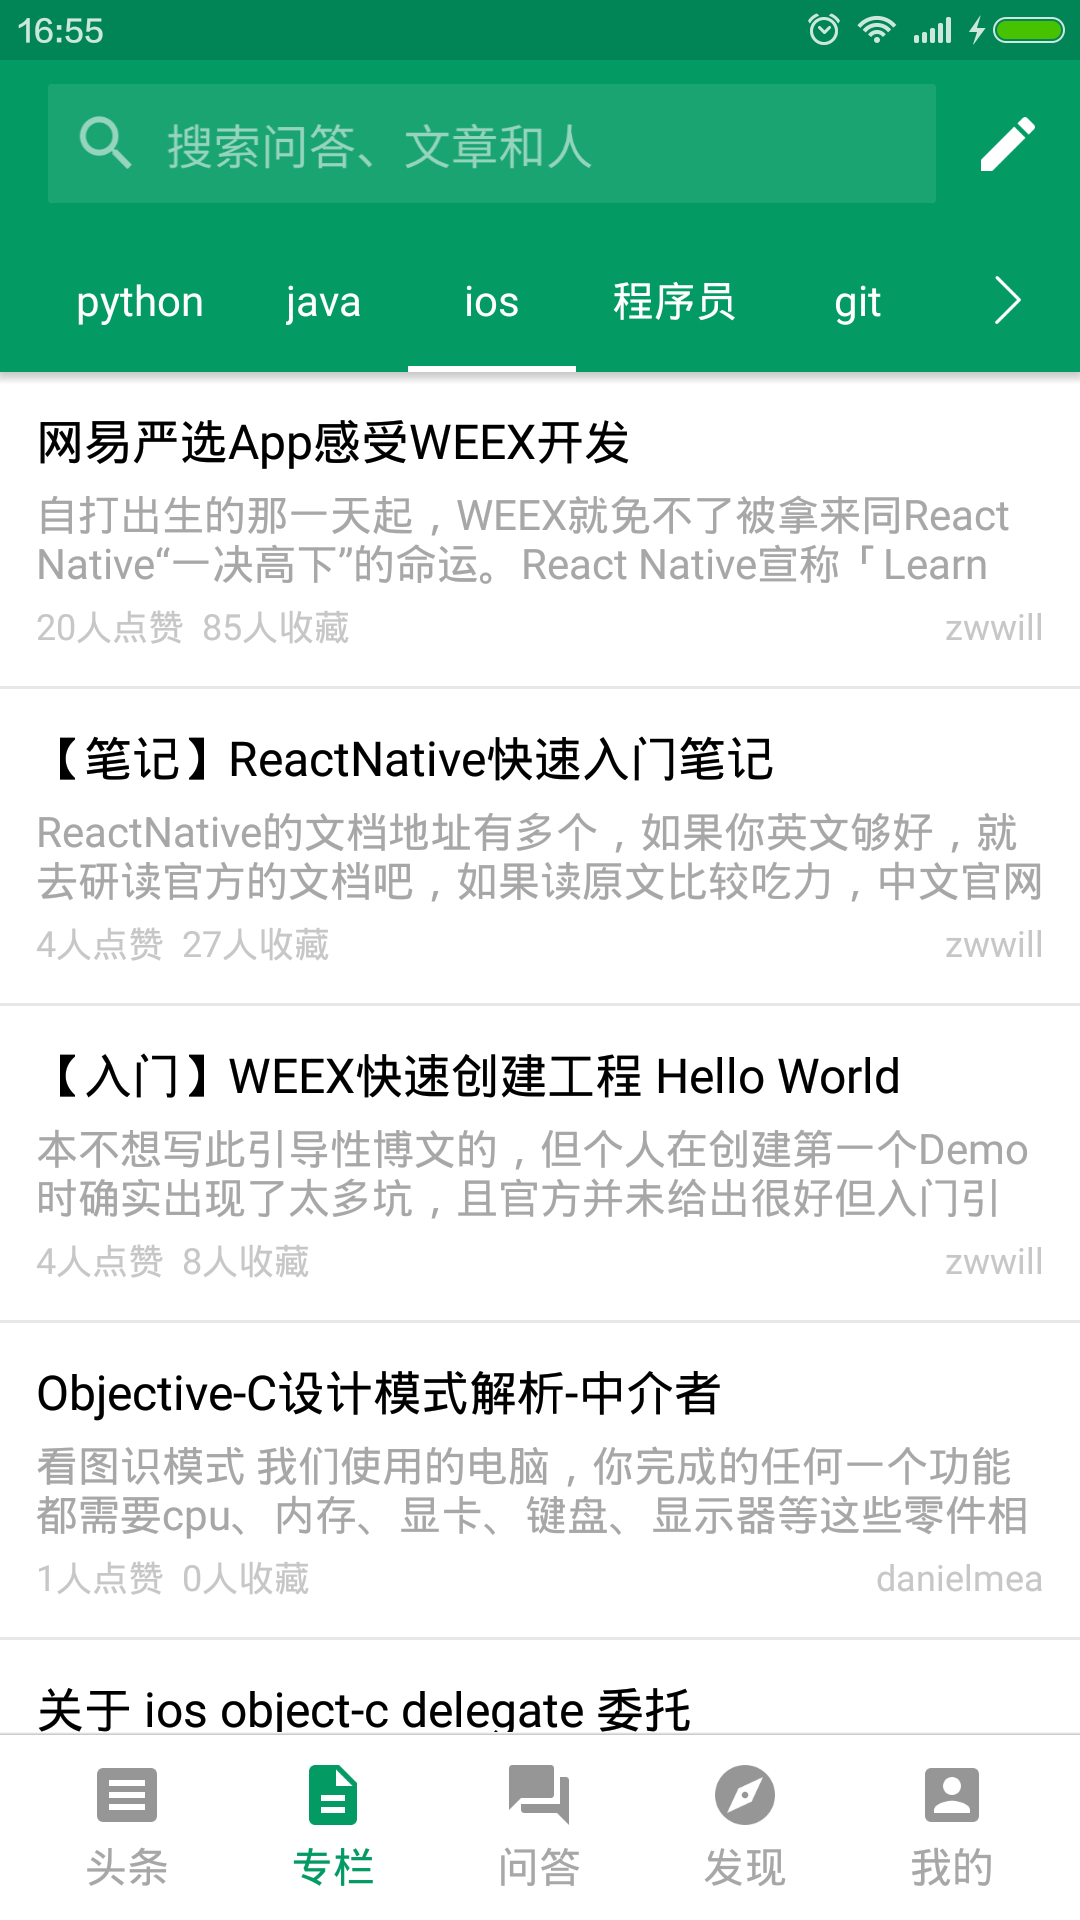 16:55
搜索问答、文章和人
python java ios 程序员 git
网易严选App感受WEEX开发
自打出生的那一天起，WEEX就免不了被拿来同React
Native“一决高下”的命运。React Native宣称「Learn
20人点赞 85人收藏 zwwill
【笔记】ReactNative快速入门笔记
ReactNative的文档地址有多个，如果你英文够好，就
去研读官方的文档吧，如果读原文比较吃力，中文官网
4人点赞 27人收藏 zwwill
【入门】WEEX快速创建工程 Hello World
本不想写此引导性博文的，但个人在创建第一个Demo
时确实出现了太多坑，且官方并未给出很好但入门引
4人点赞 8人收藏 zwwill
Objective-C设计模式解析-中介者
看图识模式 我们使用的电脑，你完成的任何一个功能
都需要cpu、内存、显卡、键盘、显示器等这些零件相
1人点赞 0人收藏 danielmea
关于 ios object-c delegate 委托
头条 专栏 问答 发现 我的